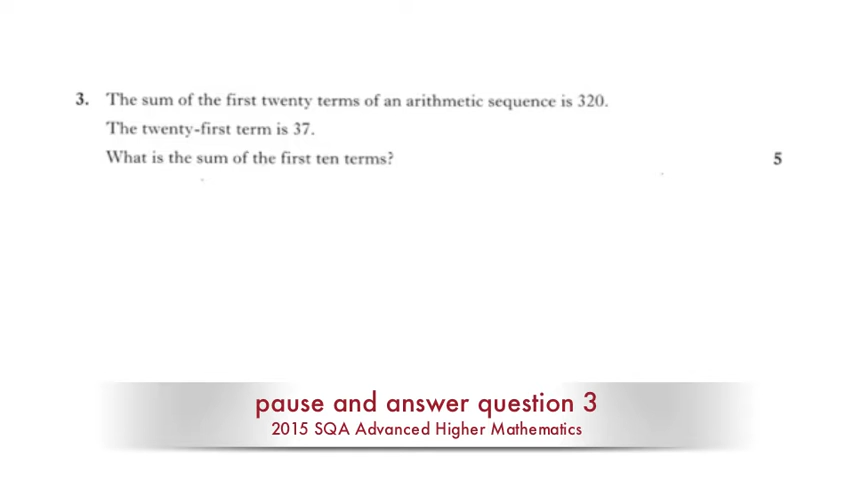 3. The sum of the first twenty terms of an arithmetic sequence is 320.
The twenty-first term is 37.
What is the sum of the first ten terms? 5
pause and answer question 3
2015 SQA Advanced Higher Mathematics